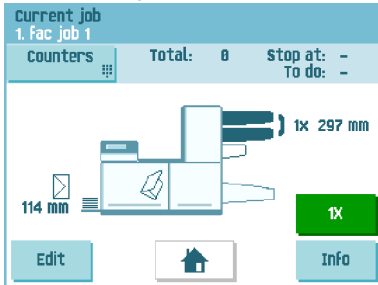 Current job
1. Fac job 1
Counters
Total: 0
Stop at: -
To do: -
1x 297 mm
114 mm
1X
Edit
Info